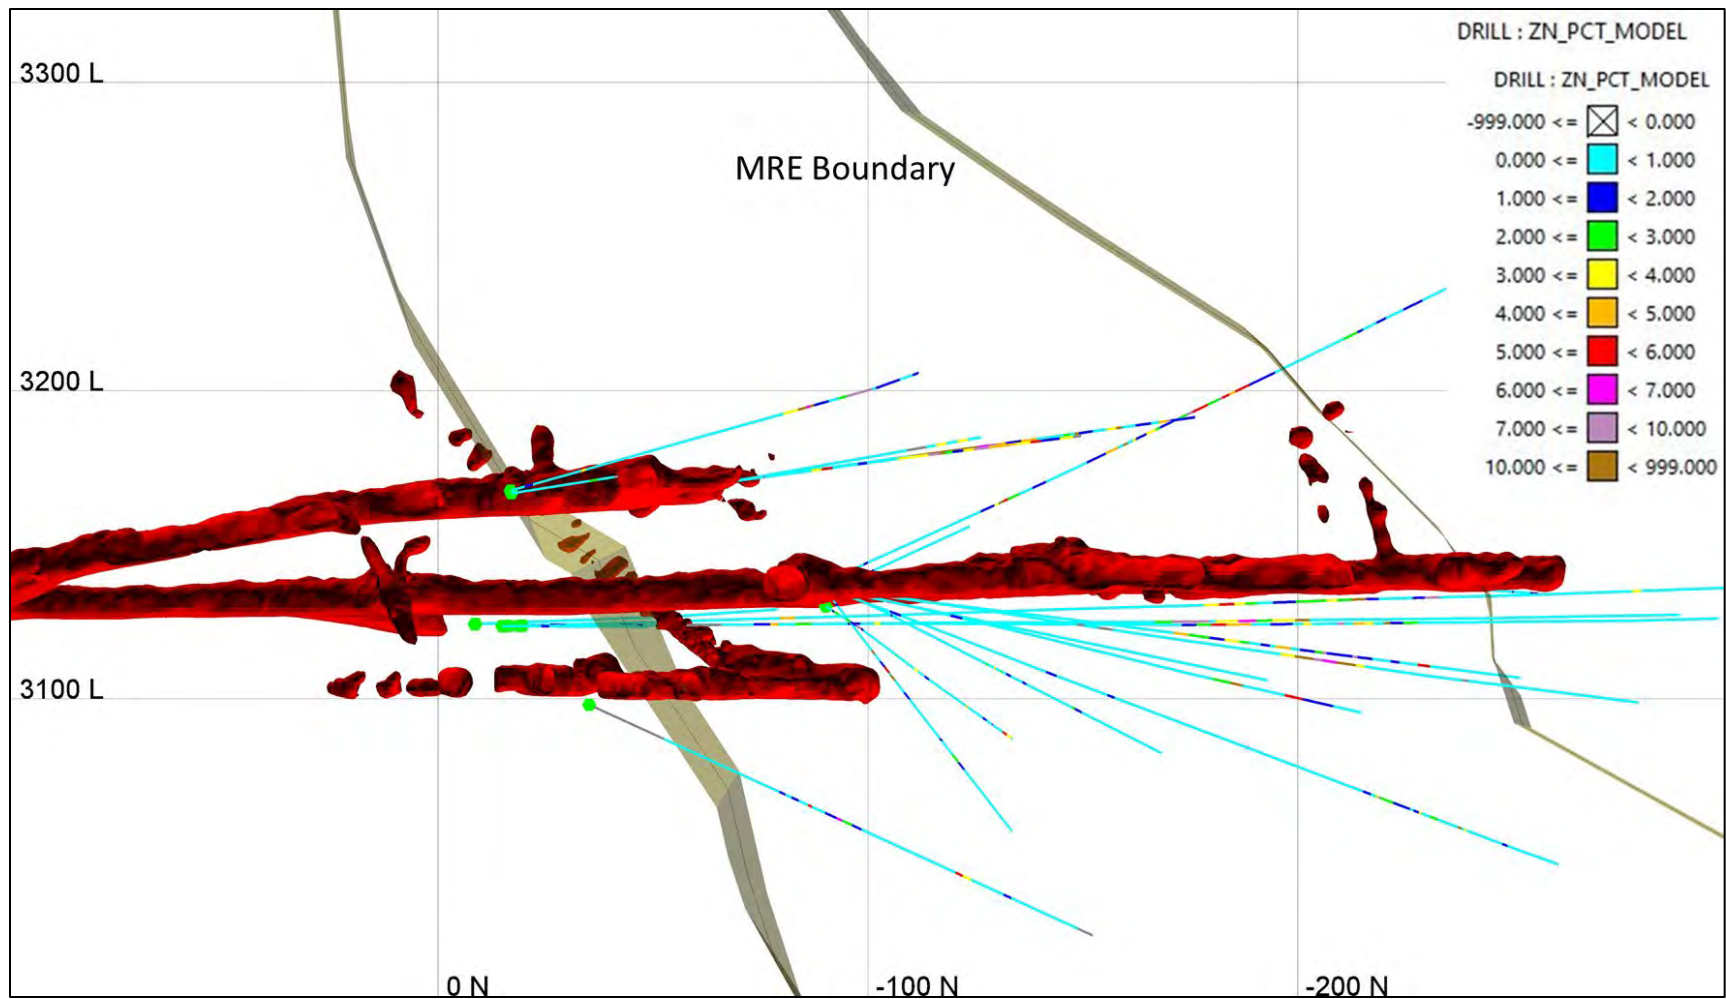 DRILL : ZN_PCT_MODEL
3300 L
DRILL : ZN_PCT_MODEL
-999.000 <= < 0.000
0.000 <= < 1.000
MRE Boundary
1.000 <= < 2.000
2.000 <= < 3.000
3.000 <= < 4.000
4.000 <= < 5.000
5.000 <= < 6.000
3200 L
6.000 <= < 7.000
7.000 <= < 10.000
10.000 <= < 999.000
3100 L
0 N
-100 N
-200 N